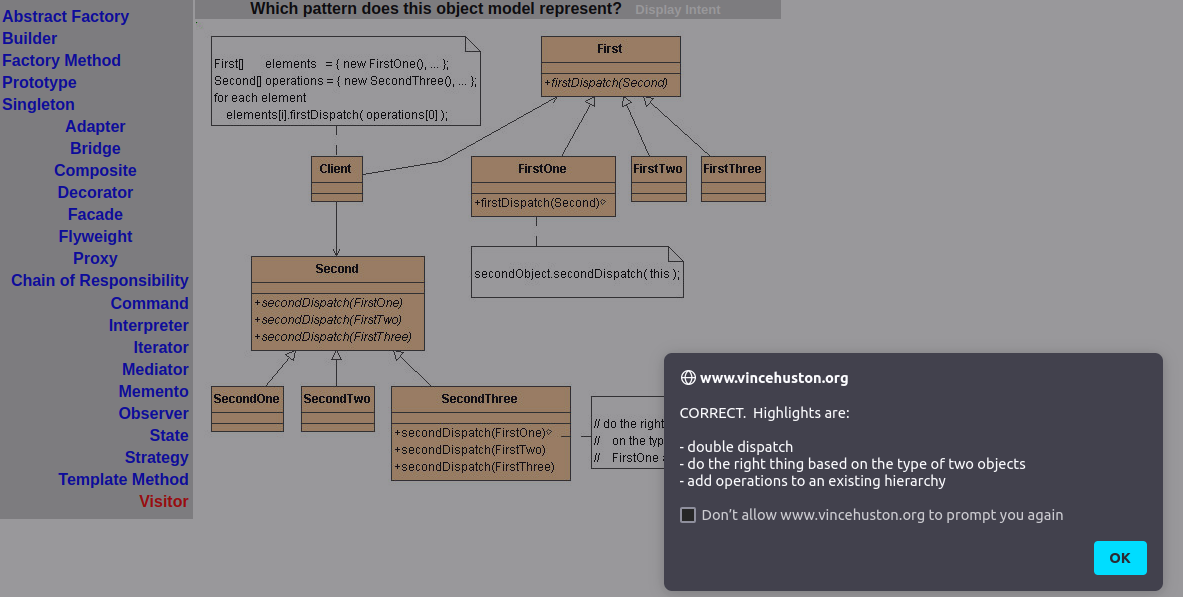 Which pattern does this object model represent? Display Intent
Abstract Factory
Builder
Factory Method
Prototype
Singleton
Adapter
Bridge
Composite
Decorator
Facade
Flyweight
Proxy
Chain of Responsibility
Command
Interpreter
Iterator
Mediator
Memento
Observer
State
Strategy
Template Method
Visitor
First[] elements = { new FirstOne(), ... };
Second[] operations = { new SecondThree(), ... };
for each element
elements[i].firstDispatch( operations[0] );
First
+firstDispatch(Second)
Client
FirstOne
+firstDispatch(Second)
FirstTwo
FirstThree
secondObject.secondDispatch( this );
Second
+secondDispatch(FirstOne)
+secondDispatch(FirstTwo)
+secondDispatch(FirstThree)
SecondOne
SecondTwo
SecondThree
+secondDispatch(FirstOne)
+secondDispatch(FirstTwo)
+secondDispatch(FirstThree)
// do the right
// on the typ
// FirstOne
www.vincehuston.org
CORRECT. Highlights are:
- double dispatch
- do the right thing based on the type of two objects
- add operations to an existing hierarchy
Don't allow www.vincehuston.org to prompt you again
OK